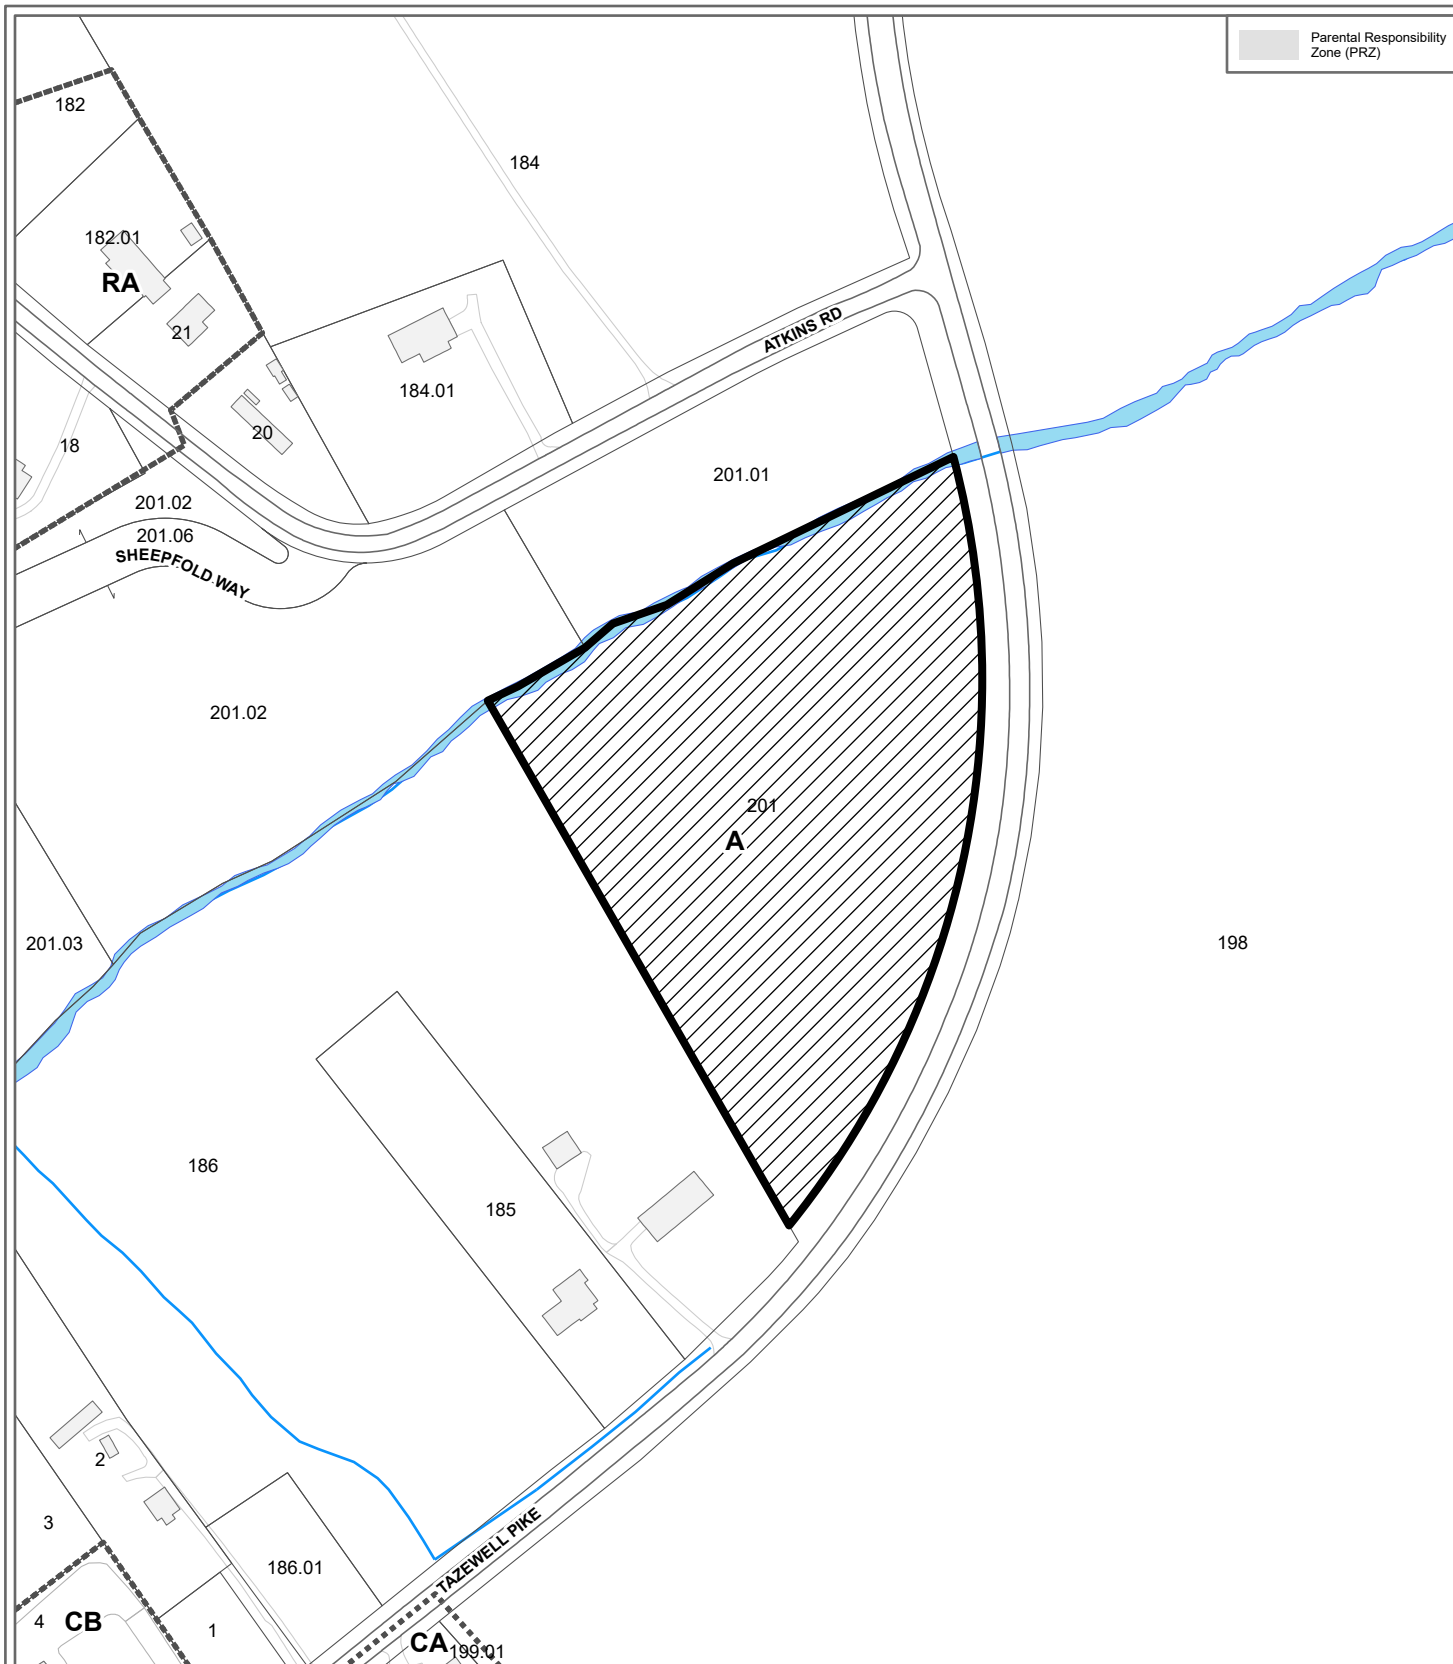 Parental Responsibility
Zone (PRZ)
182
184
182.01
RA
21
ATKINS RD
184.01
20
18
201.01
201.02
201.06
SHEEPFOLD WAY
201.02
201
A
201.03
198
186
185
2
3
186.01
TAZEWELL PIKE
4
CB
1
CA
199.01